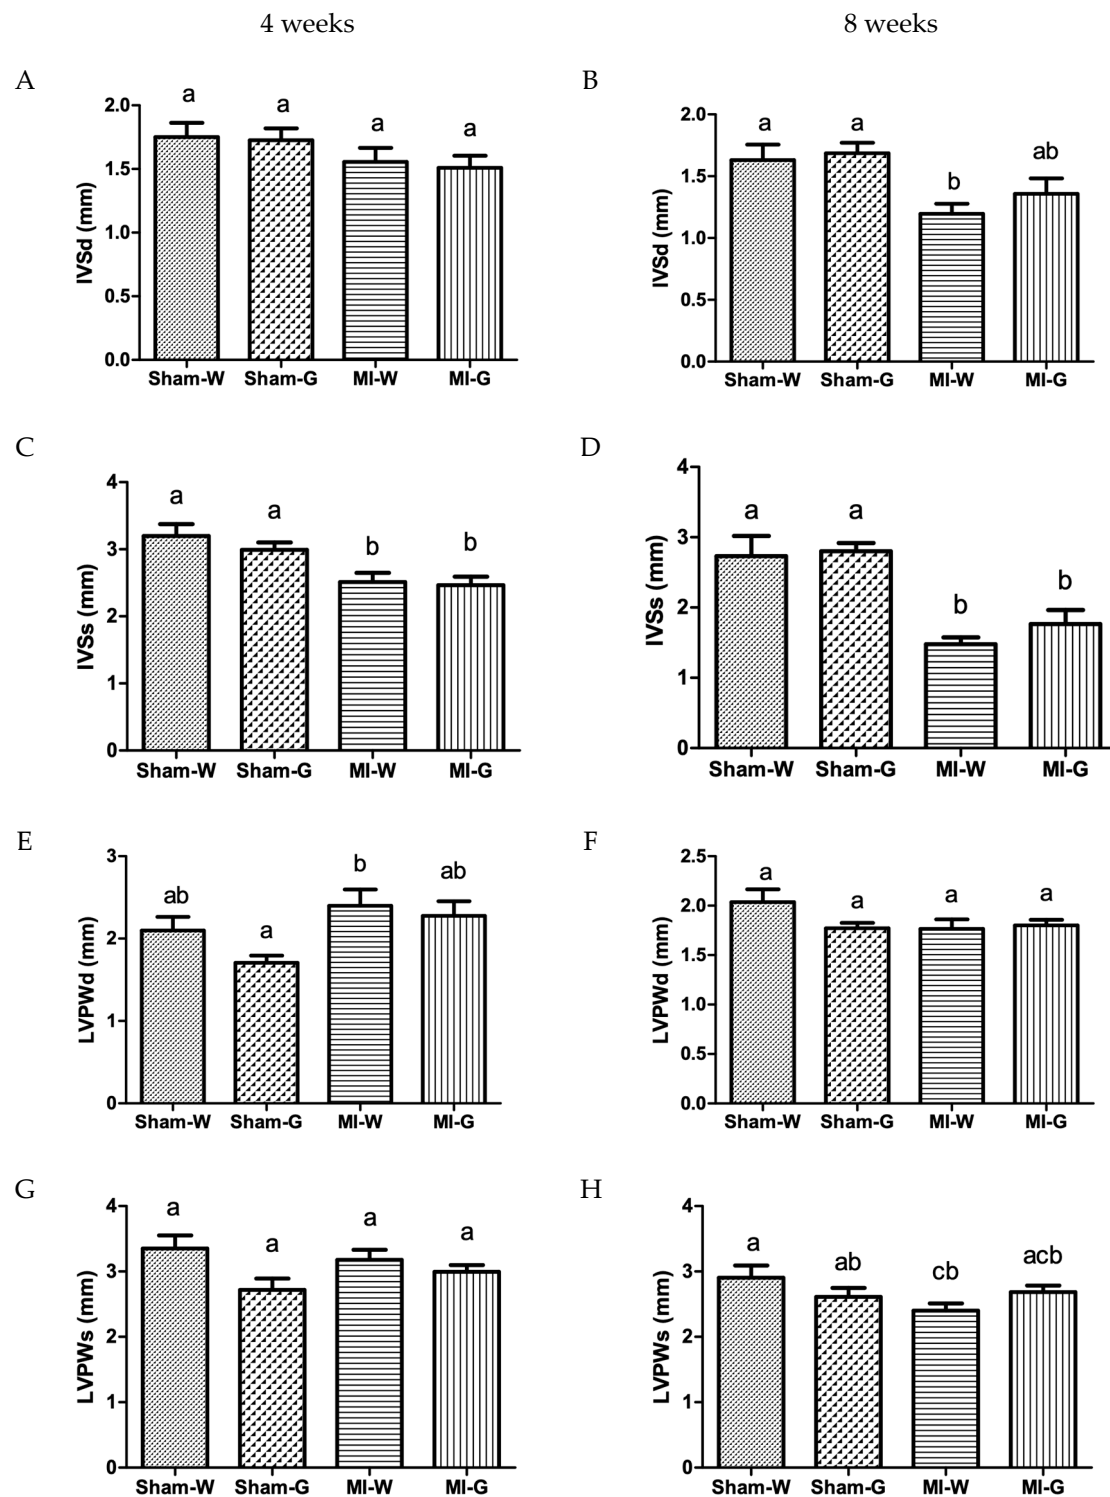 4 weeks
8 weeks
A
IVSd (mm)
2.0
1.5
1.0
0.5
0.0
a
a
a
a
Sham-W Sham-G MI-W MI-G
B
IVSd (mm)
2.0
1.5
1.0
0.5
0.0
a
a
b
ab
Sham-W Sham-G MI-W MI-G
C
IVSs (mm)
4
3
2
1
0
a
a
b
b
Sham-W Sham-G MI-W MI-G
D
IVSs (mm)
4
3
2
1
0
a
a
b
b
Sham-W Sham-G MI-W MI-G
E
LVPWd (mm)
3
2
1
0
ab
a
b
ab
Sham-W Sham-G MI-W MI-G
F
LVPWd (mm)
2.5
2.0
1.5
1.0
0.5
0.0
a
a
a
a
Sham-W Sham-G MI-W MI-G
G
LVPWs (mm)
4
3
2
1
0
a
a
a
a
Sham-W Sham-G MI-W MI-G
H
LVPWs (mm)
4
3
2
1
0
a
ab
cb
acb
Sham-W Sham-G MI-W MI-G